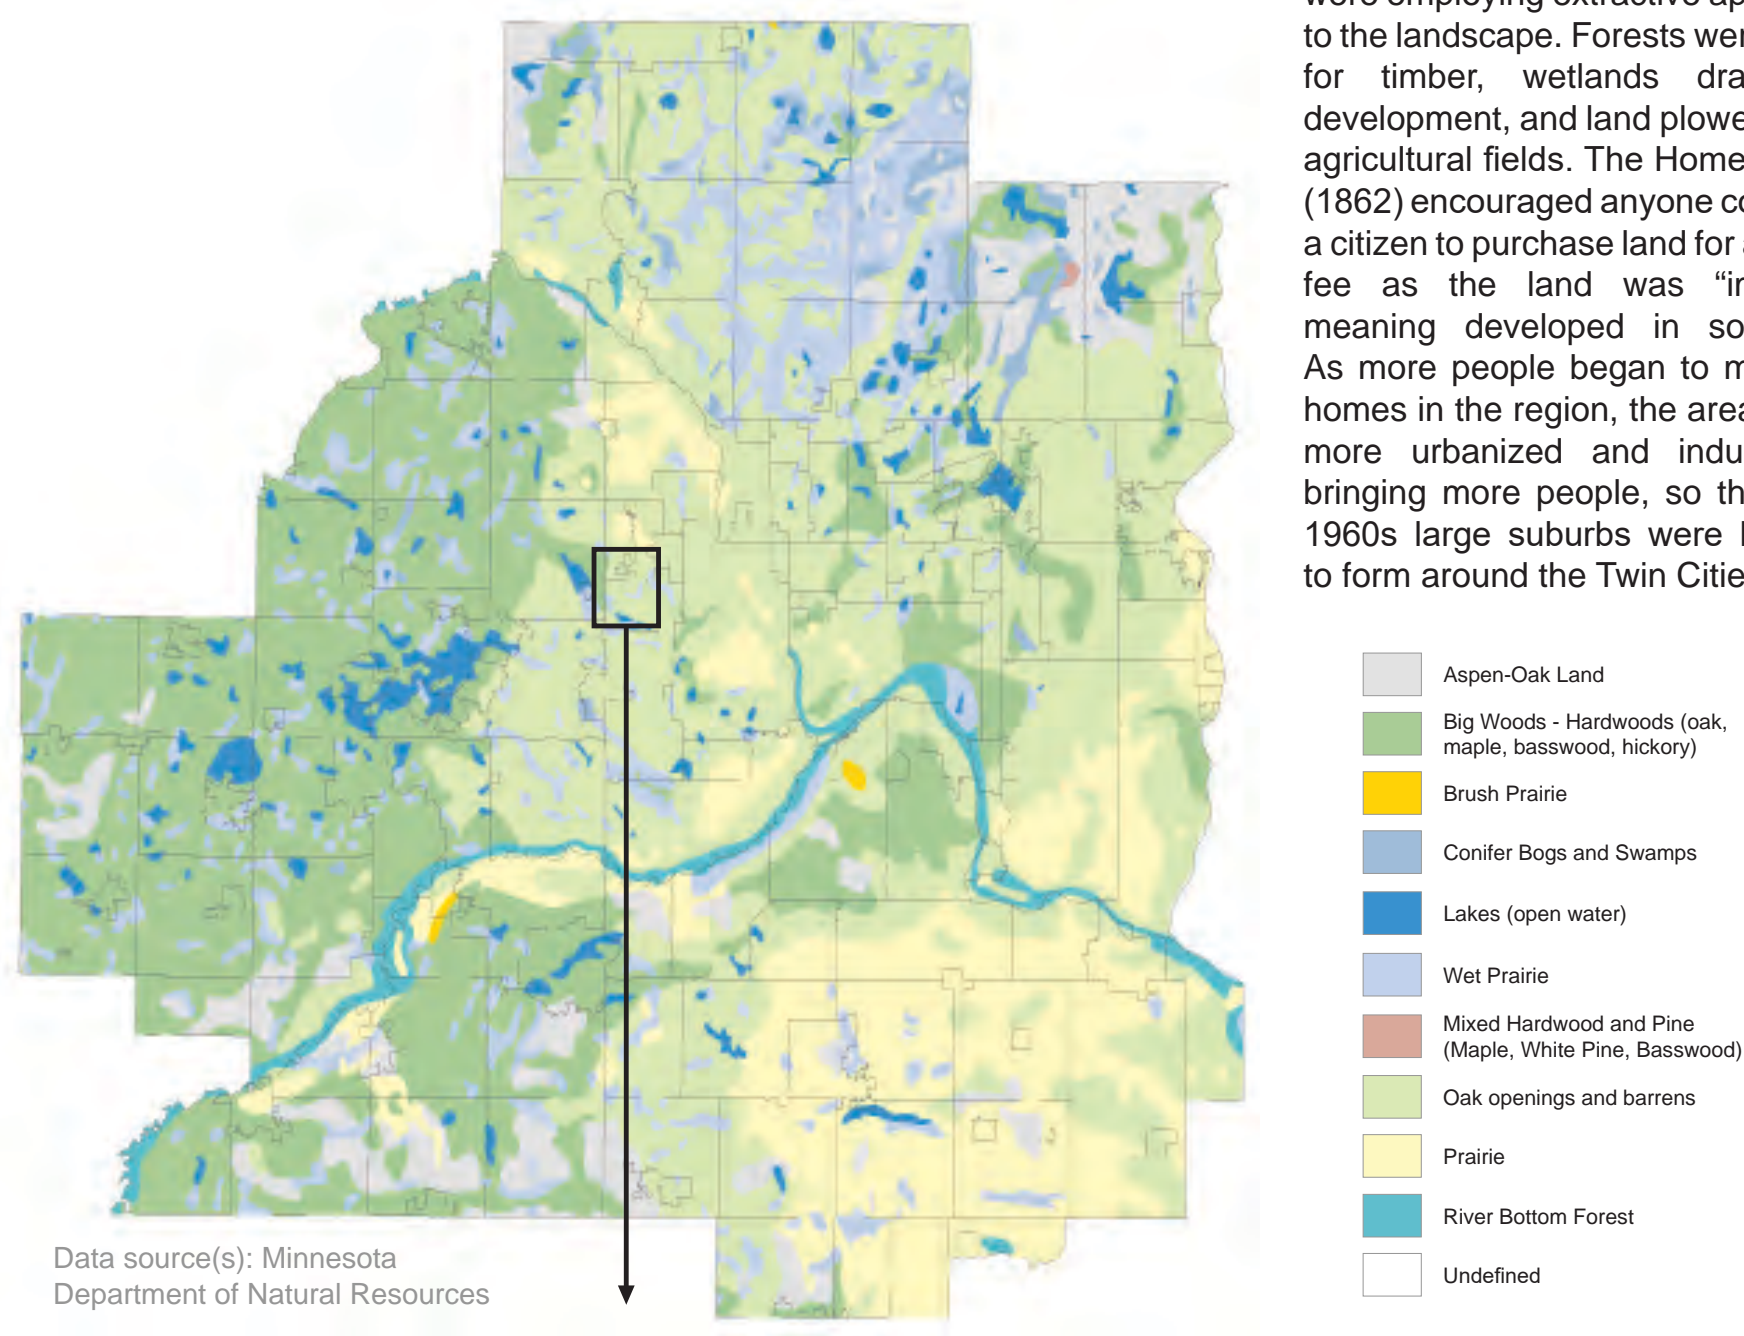 were employing extractive ap
to the landscape. Forests wer
for timber, wetlands dra
development, and land plowe
agricultural fields. The Home
(1862) encouraged anyone co
a citizen to purchase land for
fee as the land was “in
meaning developed in so
As more people began to m
homes in the region, the area
more urbanized and indu
bringing more people, so th
1960s large suburbs were
to form around the Twin Citie
Aspen-Oak Land
Big Woods - Hardwoods (oak,
maple, basswood, hickory)
Brush Prairie
Conifer Bogs and Swamps
Lakes (open water)
Wet Prairie
Mixed Hardwood and Pine
(Maple, White Pine, Basswood)
Oak openings and barrens
Prairie
River Bottom Forest
Undefined
Data source(s): Minnesota
Department of Natural Resources